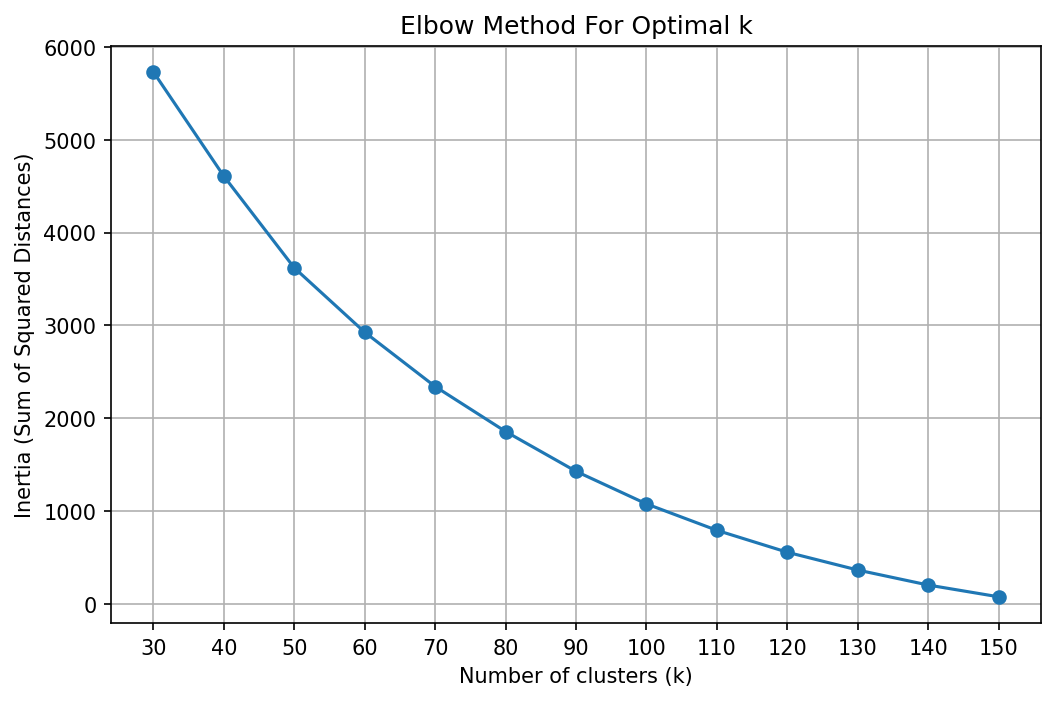 Elbow Method For Optimal k
6000
5000
4000
3000
2000
1000
0
Inertia (Sum of Squared Distances)
30 40 50 60 70 80 90 100 110 120 130 140 150
Number of clusters (k)